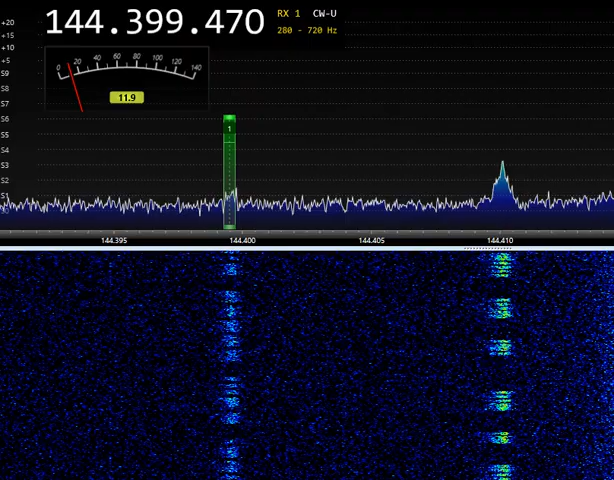 144.399.470
RX 1 CW-U
280 - 720 Hz
+20
+15
+10
+5
S9
S8
S7
S6
S5
S4
S3
S2
S1
0 20 40 60 80 100 120 140
11.9
1
144.395 144.400 144.405 144.410